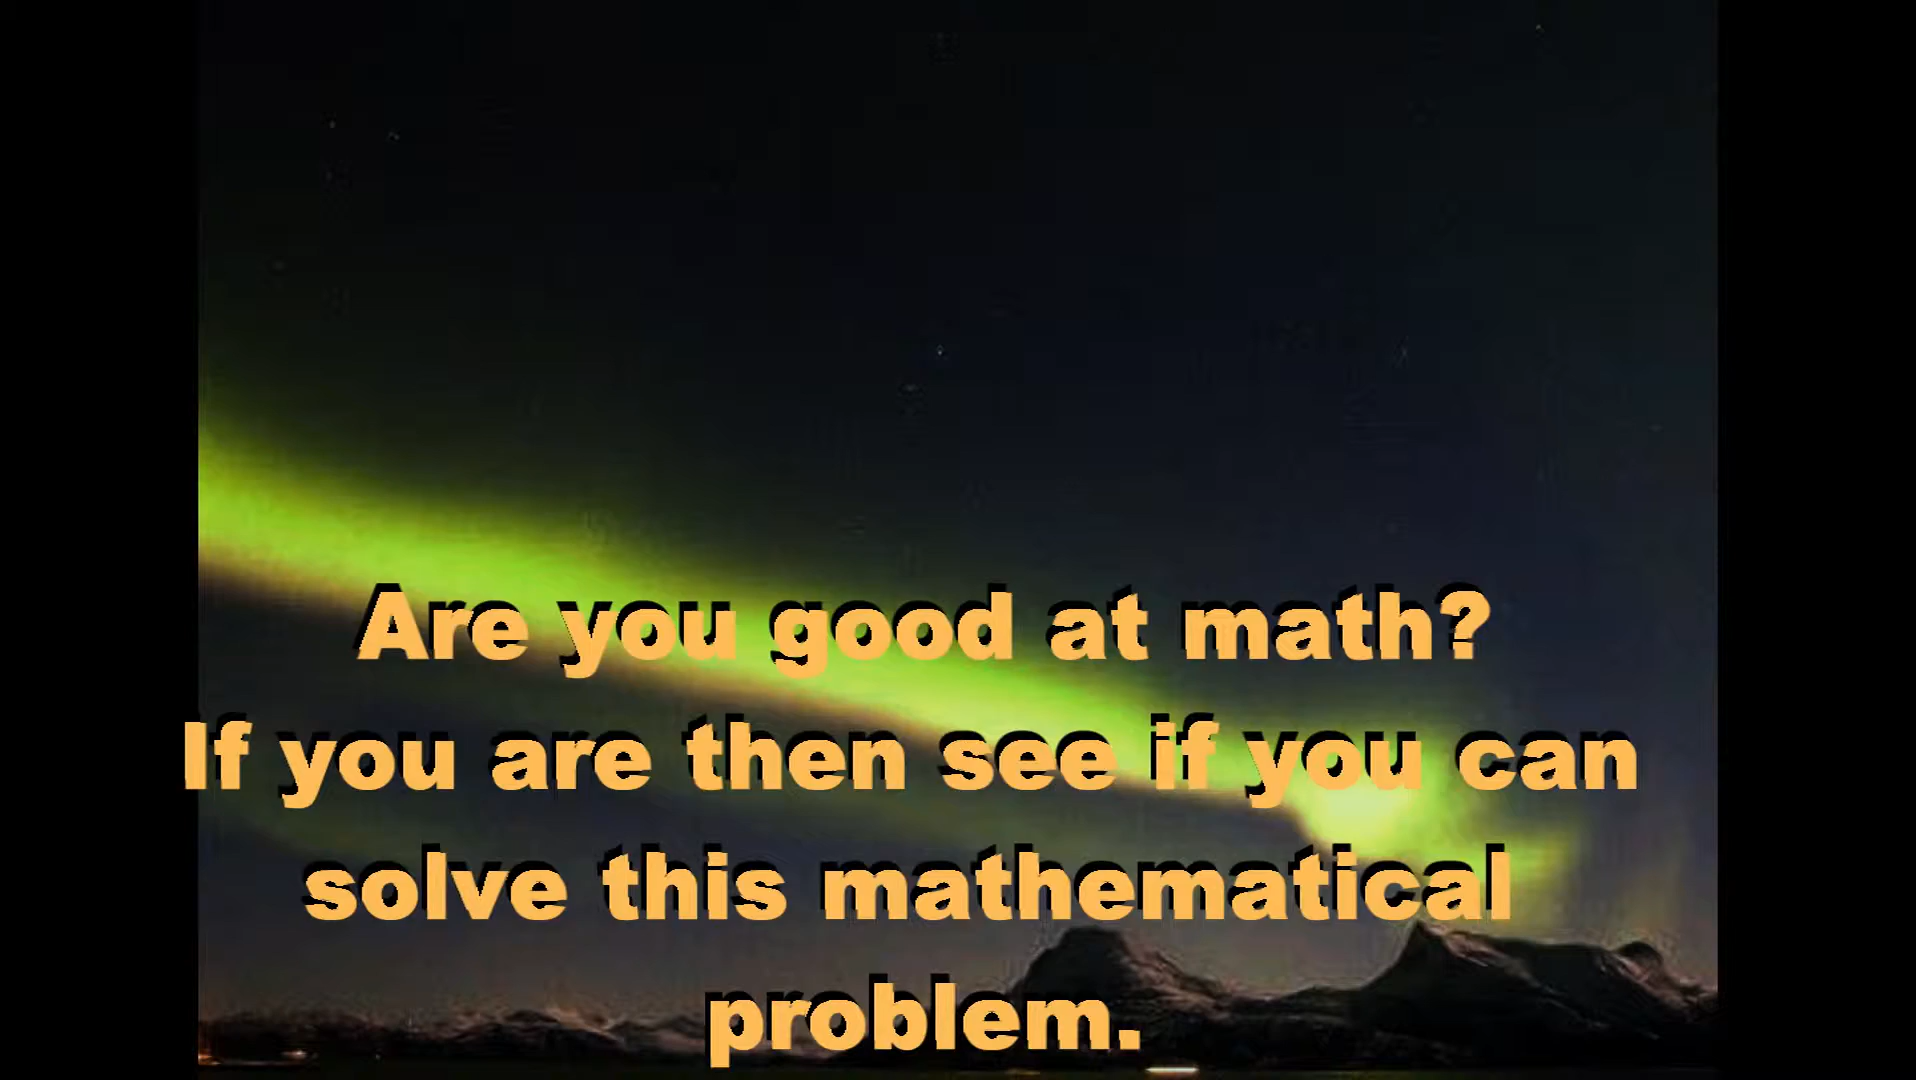 Are you good at math?
If you are then see if you can
solve this mathematical
problem.